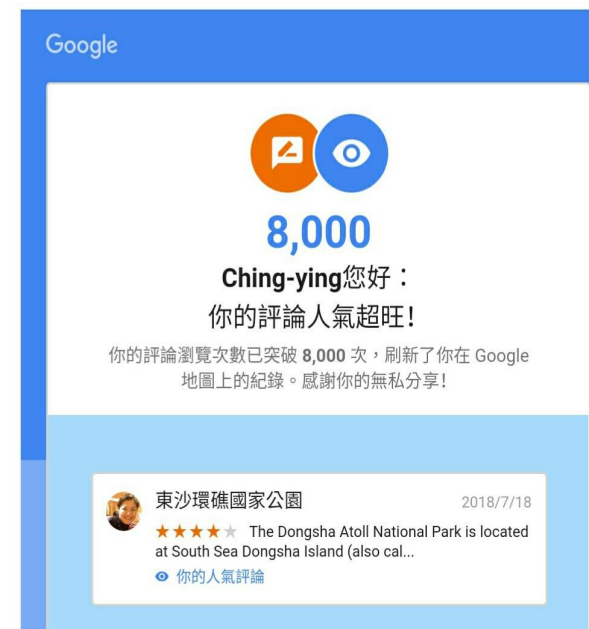 Google
8,000
Ching-ying您好：
你的評論人氣超旺!
你的評論瀏覽次數已突破 8,000 次，刷新了你在 Google
地圖上的紀錄。感謝你的無私分享!
東沙環礁國家公園
2018/7/18
The Dongsha Atoll National Park is located
at South Sea Dongsha Island (also cal...
你的人氣評論